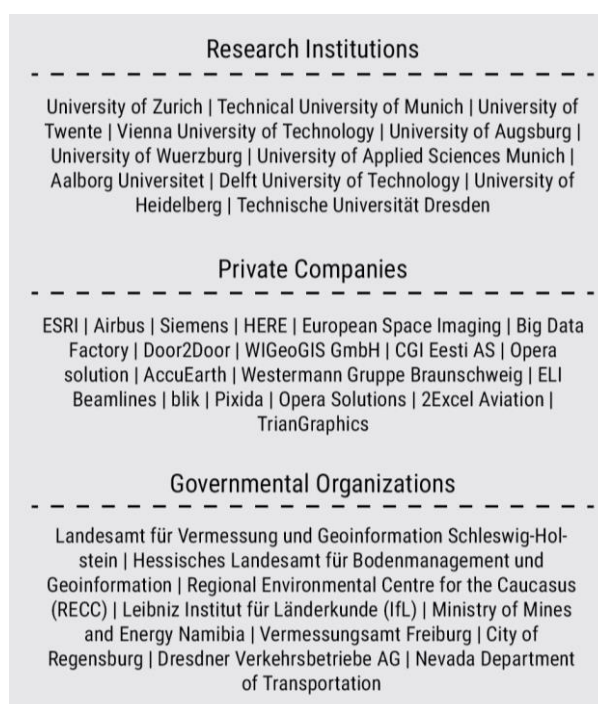 Research Institutions
University of Zurich | Technical University of Munich | University of
Twente | Vienna University of Technology | University of Augsburg |
University of Wuerzburg | University of Applied Sciences Munich |
Aalborg Universitet | Delft University of Technology | University of
Heidelberg | Technische Universität Dresden
Private Companies
ESRI | Airbus | Siemens | HERE | European Space Imaging | Big Data
Factory | Door2Door | WIGeoGIS GmbH | CGI Eesti AS | Opera
solution | AccuEarth | Westermann Gruppe Braunschweig | ELI
Beamlines | blik | Pixida | Opera Solutions | 2Excel Aviation |
TrianGraphics
Governmental Organizations
Landesamt für Vermessung und Geoinformation Schleswig-Hol-
stein | Hessisches Landesamt für Bodenmanagement und
Geoinformation | Regional Environmental Centre for the Caucasus
(RECC) | Leibniz Institut für Länderkunde (IfL) | Ministry of Mines
and Energy Namibia | Vermessungsamt Freiburg | City of
Regensburg | Dresdner Verkehrsbetriebe AG | Nevada Department
of Transportation